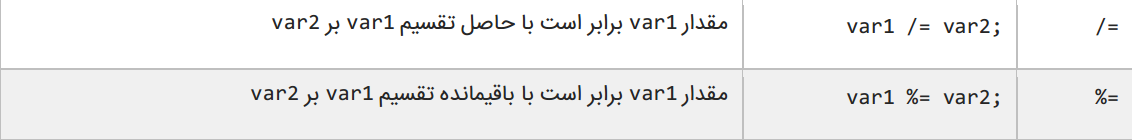 /=
var1 /= var2;
مقدار var1 برابر است با حاصل تقسیم var1 بر var2
%=
var1 %= var2;
مقدار var1 برابر است با باقیمانده تقسیم var1 بر var2